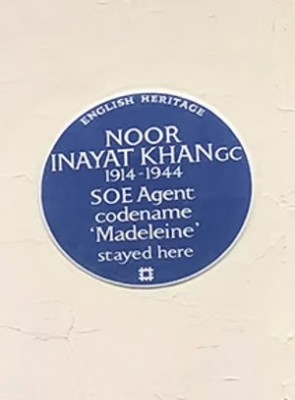 ENGLISH HERITAGE
NOOR
INAYAT KHAN GC
1914-1944
SOE Agent
codename
‘Madeleine’
stayed here